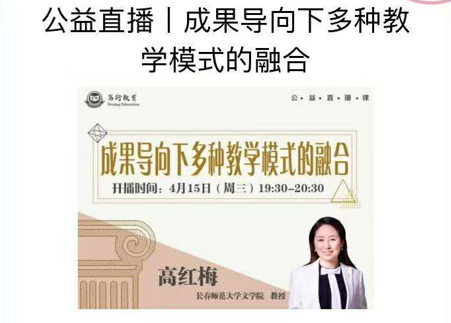 公益直播丨成果导向下多种教
学模式的融合
笃行教育
公·益·直·播·课
成果导向下多种教学模式的融合
开播时间：4月15日（周三）19:30-20:30
高红梅
长春师范大学文学院 教授